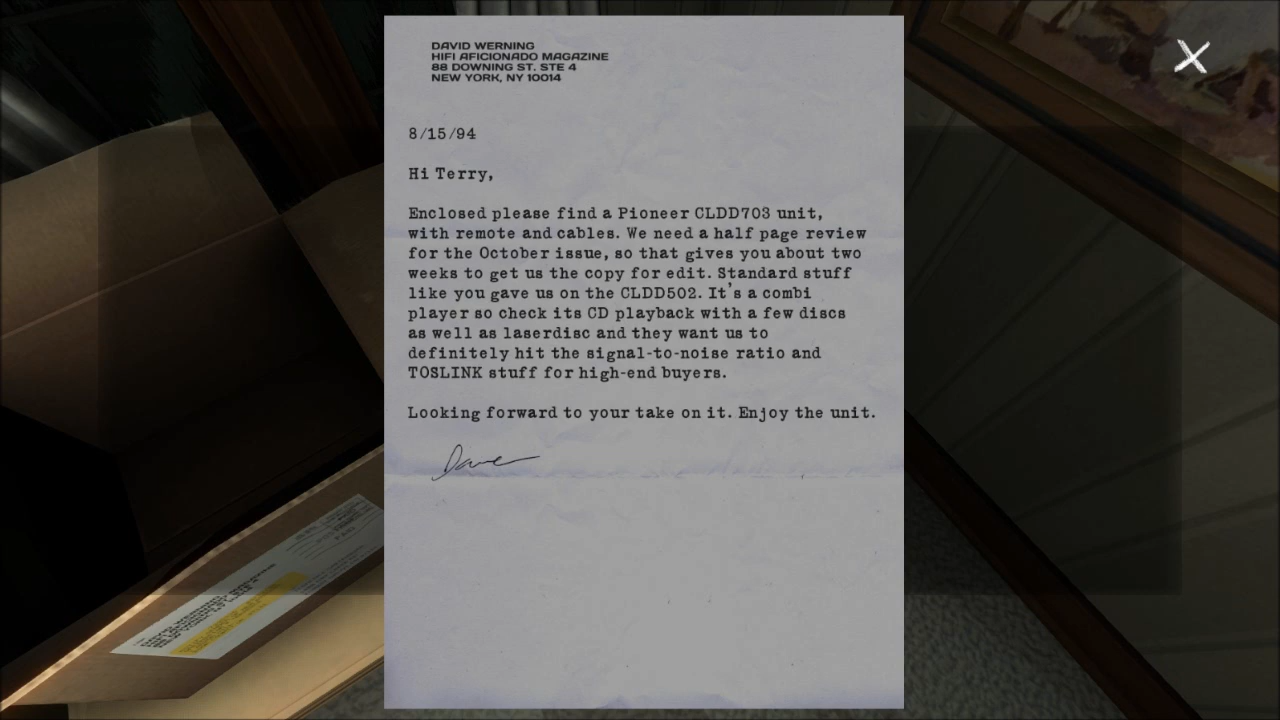 DAVID WERNING
HIFI AFICIONADO MAGAZINE
88 DOWNING ST. STE 4
NEW YORK, NY 10014
8/15/94
Hi Terry,
Enclosed please find a Pioneer CLDD703 unit,
with remote and cables. We need a half page review
for the October issue, so that gives you about two
weeks to get us the copy for edit. Standard stuff
like you gave us on the CLDD502. It's a combi
player so check its CD playback with a few discs
as well as laserdisc and they want us to
definitely hit the signal-to-noise ratio and
TOSLINK stuff for high-end buyers.
Looking forward to your take on it. Enjoy the unit.
Dave